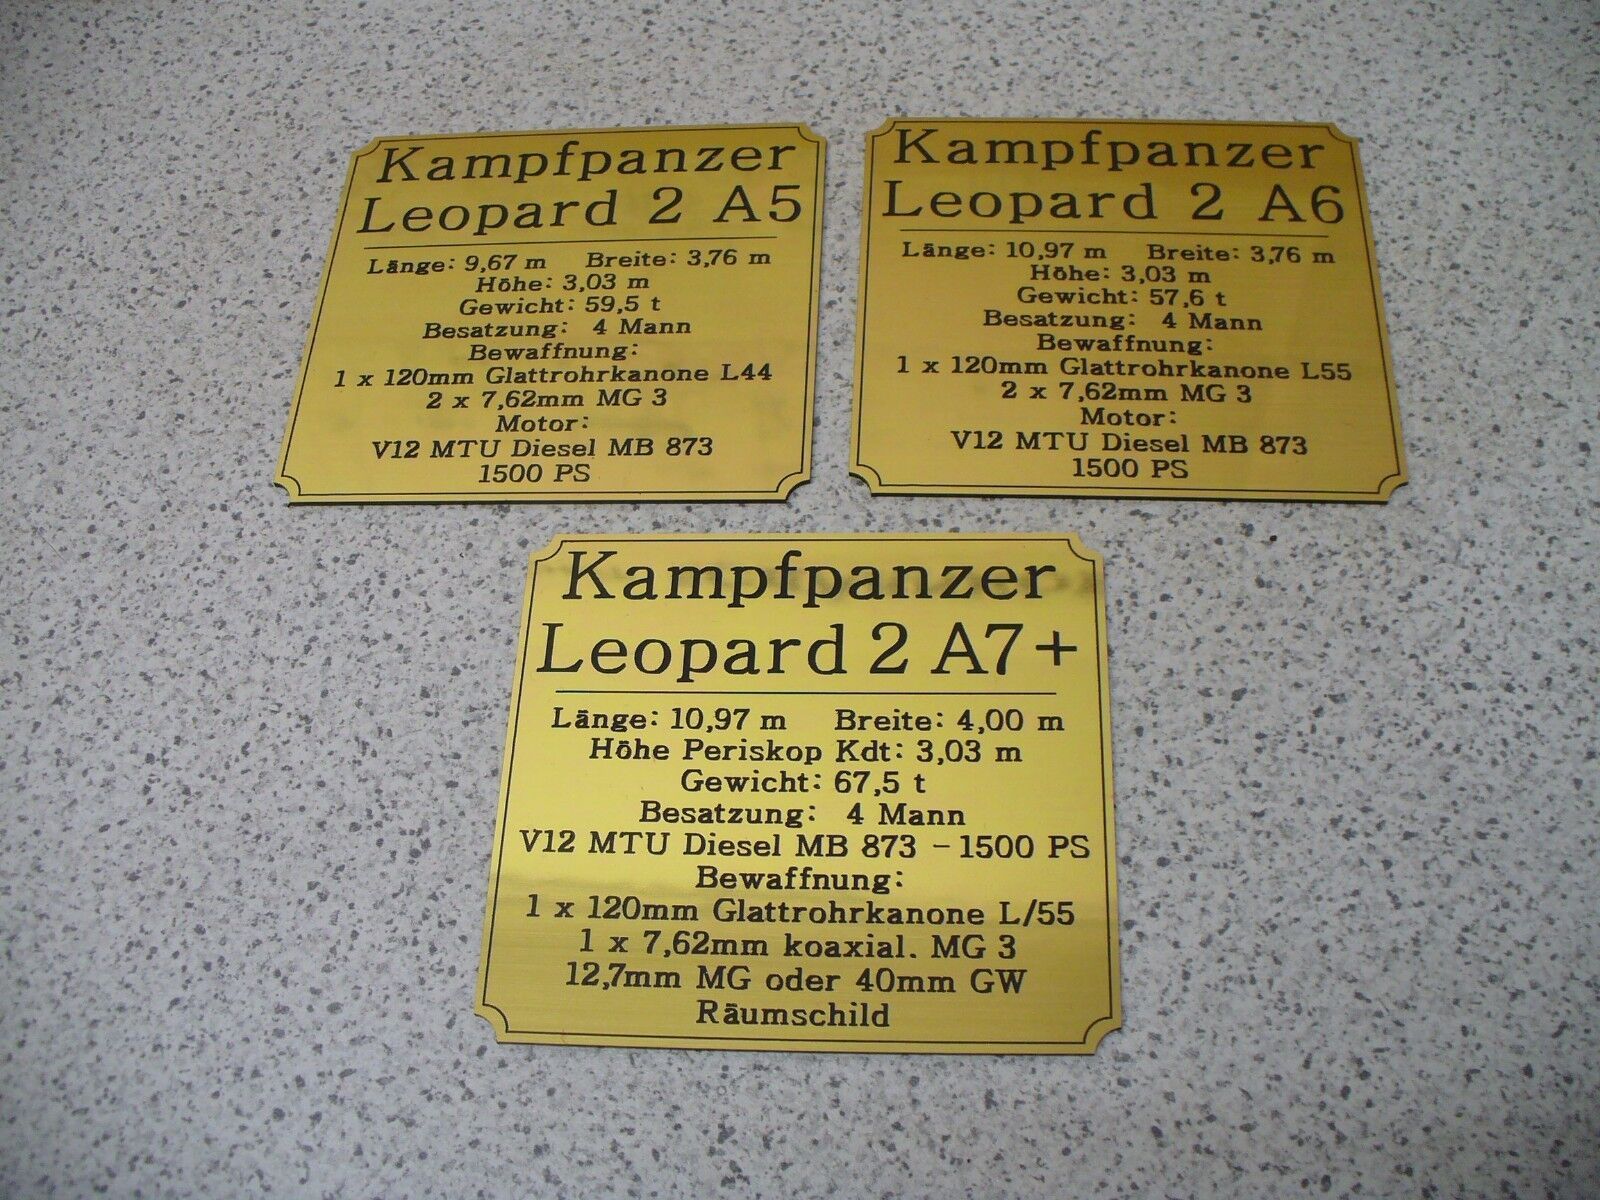 Kampfpanzer
Leopard 2 A5
Länge: 9,67 m Breite: 3,76 m
Höhe: 3,03 m
Gewicht: 59,5 t
Besatzung: 4 Mann
Bewaffnung:
1 x 120mm Glattrohrkanone L44
2 x 7,62mm MG 3
Motor:
V12 MTU Diesel MB 873
1500 PS
Kampfpanzer
Leopard 2 A6
Länge: 10,97 m Breite: 3,76 m
Höhe: 3,03 m
Gewicht: 57,6 t
Besatzung: 4 Mann
Bewaffnung:
1 x 120mm Glattrohrkanone L55
2 x 7,62mm MG 3
Motor:
V12 MTU Diesel MB 873
1500 PS
Kampfpanzer
Leopard 2 A7+
Länge: 10,97 m Breite: 4,00 m
Höhe Periskop Kdt: 3,03 m
Gewicht: 67,5 t
Besatzung: 4 Mann
V12 MTU Diesel MB 873 - 1500 PS
Bewaffnung:
1 x 120mm Glattrohrkanone L/55
1 x 7,62mm koaxial. MG 3
12,7mm MG oder 40mm GW
Räumschild